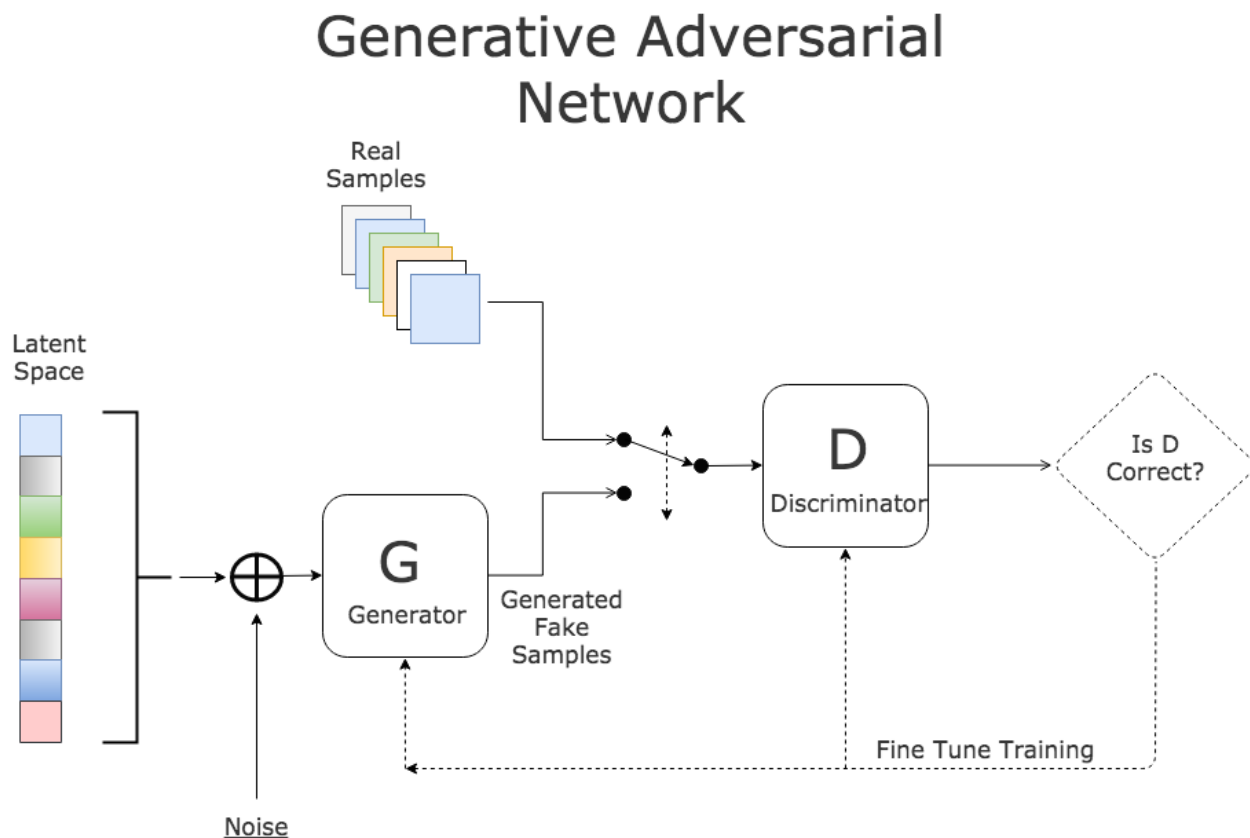 Generative Adversarial
Network
Real
Samples
Latent
Space
D
Discriminator
Is D
Correct?
G
Generator
Generated
Fake
Samples
Fine Tune Training
Noise